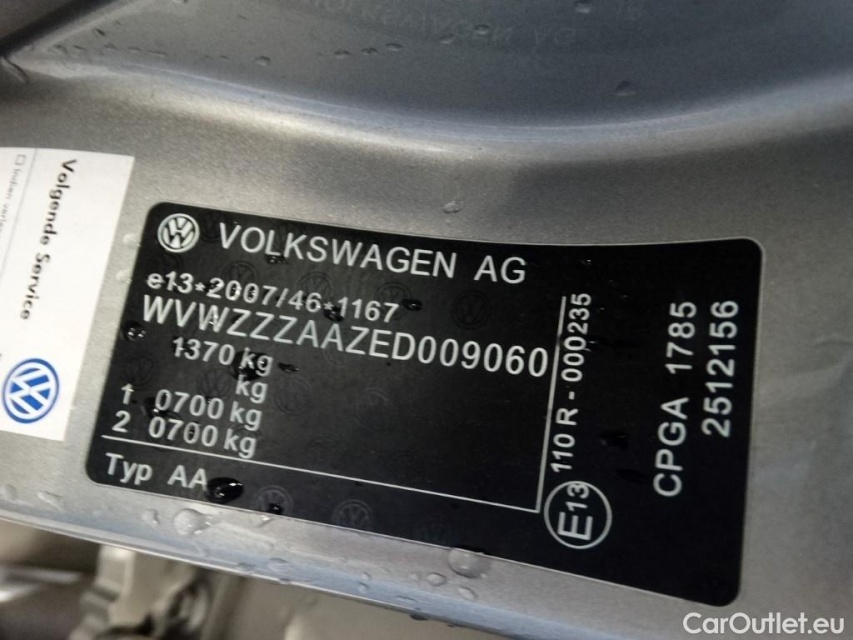 Volgende Service
VOLKSWAGEN AG
e13*2007/46*1167
WVWZZZAAZED009060
1370 kg
kg
1 0700 kg
2 0700 kg
Typ AA
E13
110 R - 000235
CPGA 1785
2512156
CarOutlet.eu